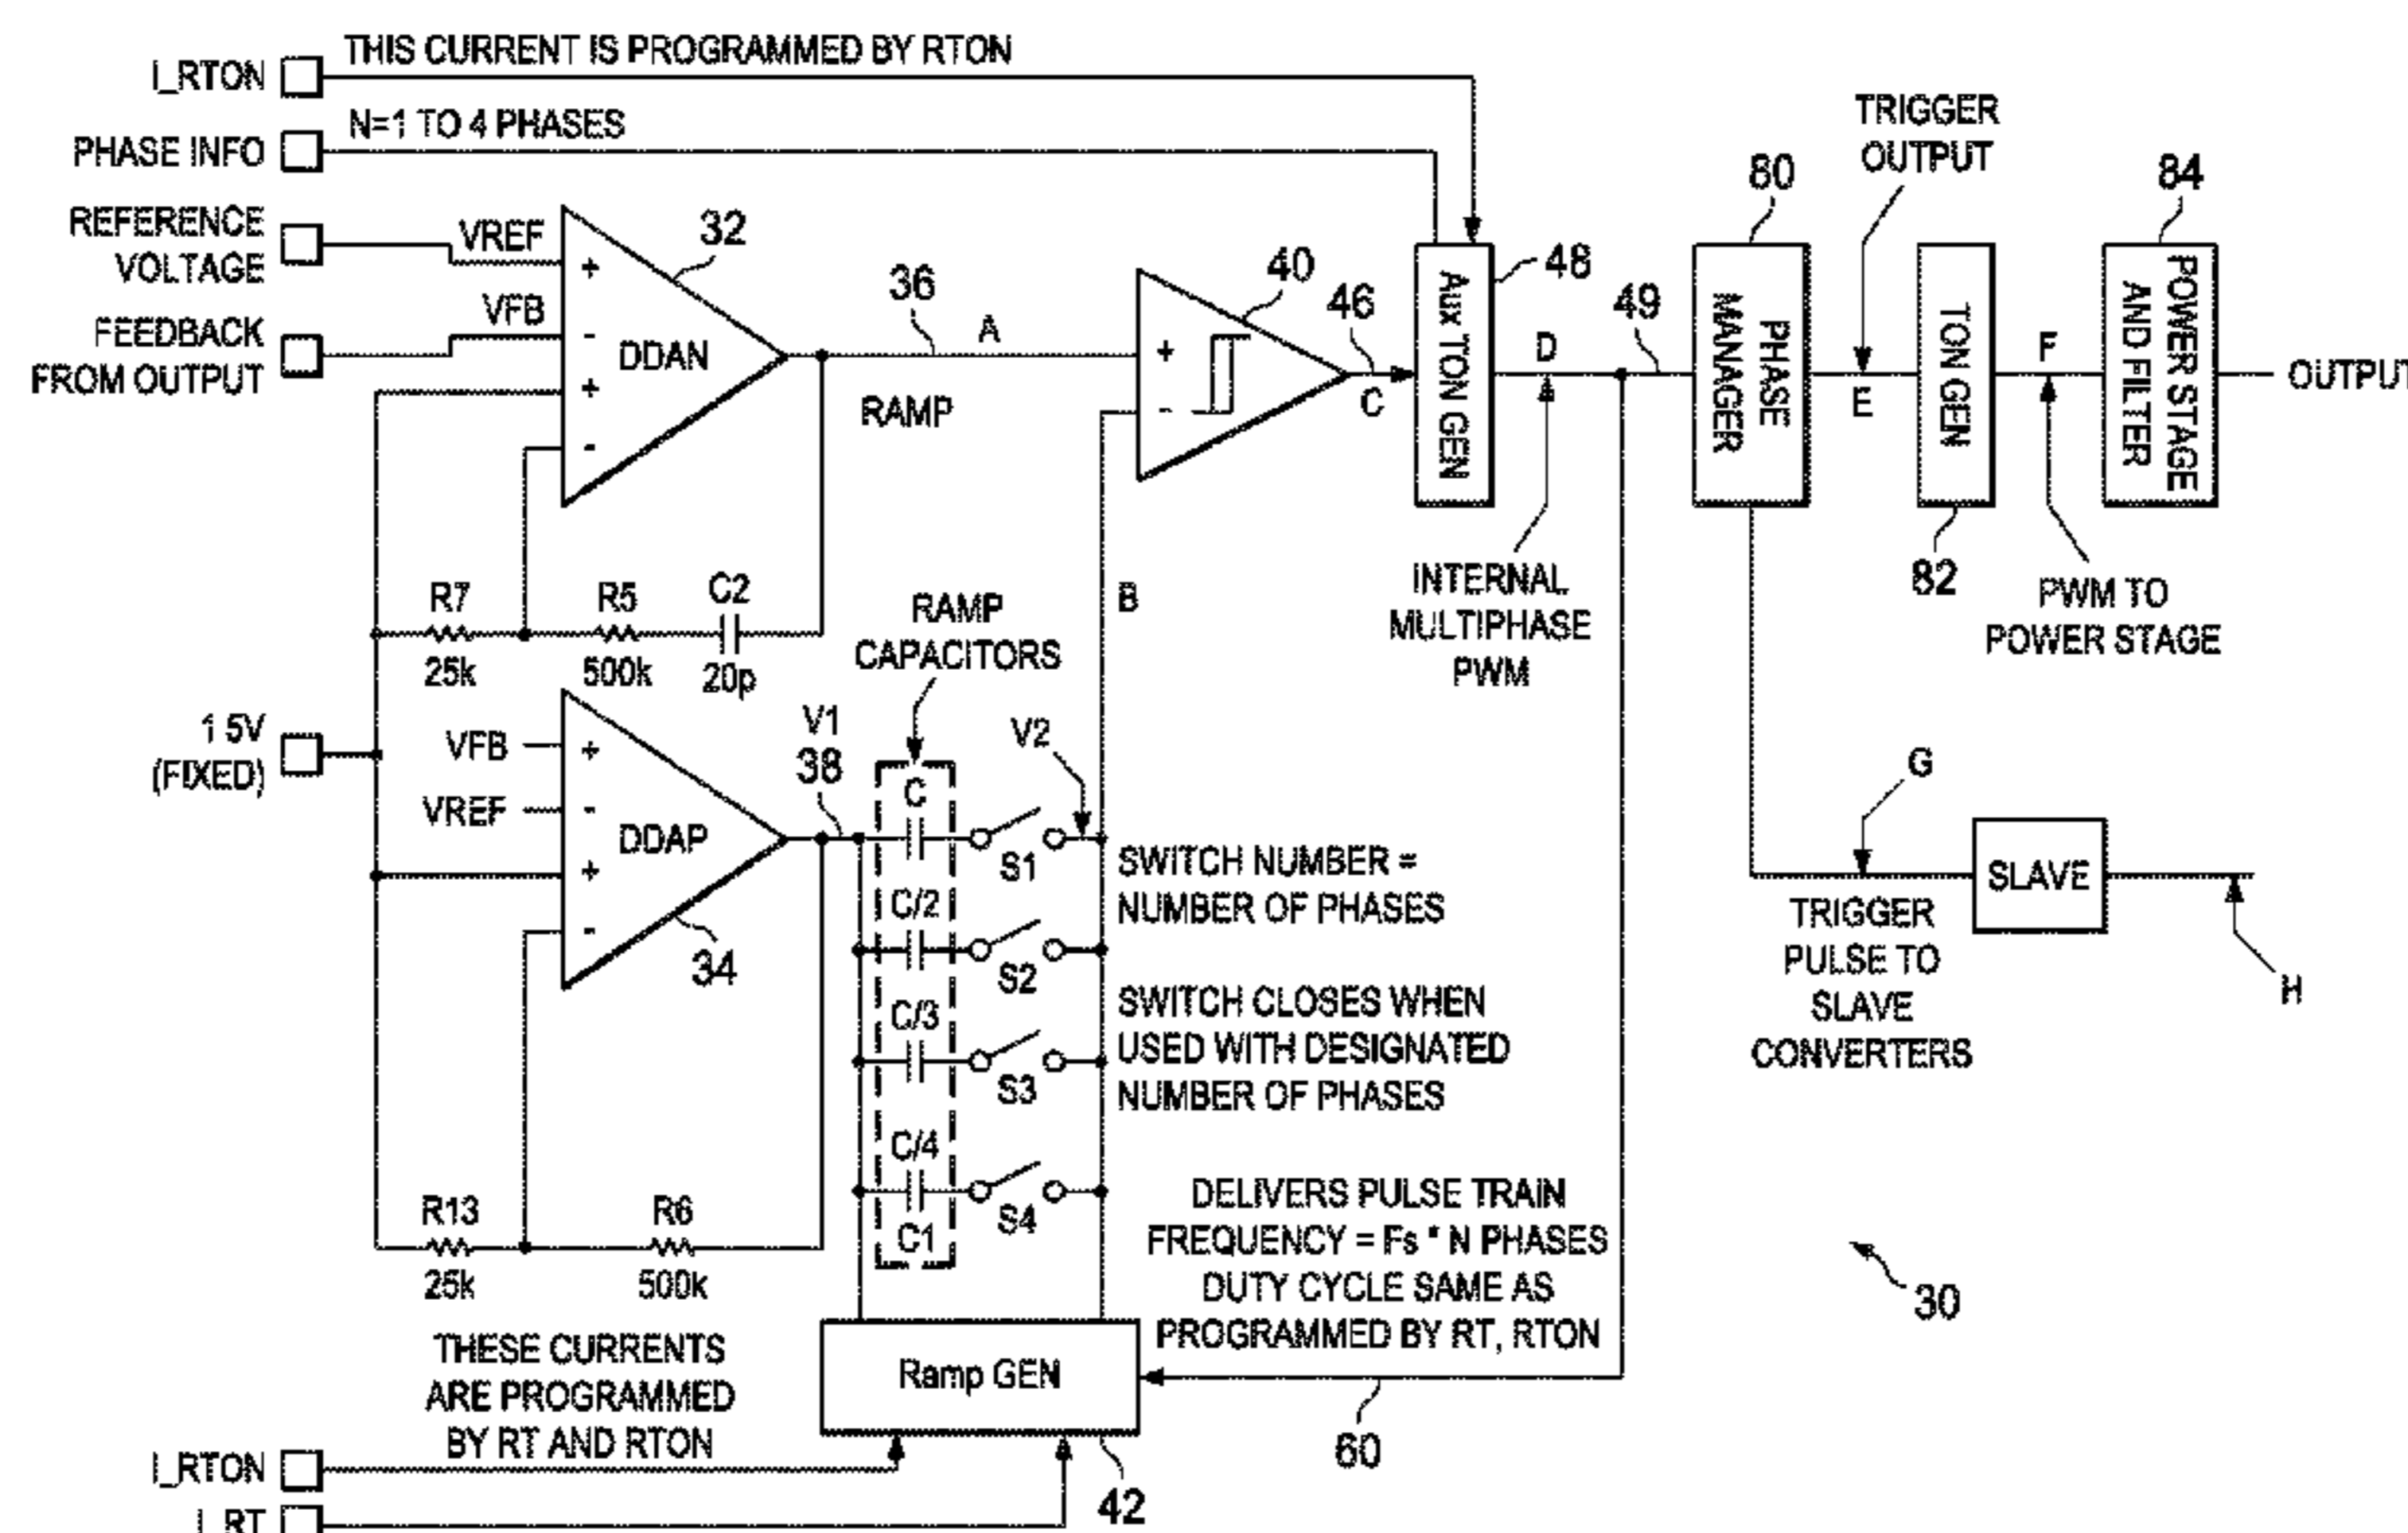 I_RTON
THIS CURRENT IS PROGRAMMED BY RTON
PHASE INFO
N=1 TO 4 PHASES
REFERENCE
VOLTAGE
VREF
FEEDBACK
FROM OUTPUT
VFB
+
-
+
-
DDAN
32
36
A
RAMP
+
-
40
46
C
Aux TON GEN
48
D
49
INTERNAL
MULTIPHASE
PWM
80
PHASE
MANAGER
TRIGGER
OUTPUT
E
TON GEN
82
F
PWM TO
POWER STAGE
84
POWER STAGE
AND FILTER
OUTPUT
R7
25k
R5
500k
C2
20p
RAMP
CAPACITORS
B
1 5V
(FIXED)
VFB
VREF
+
-
+
-
DDAP
34
V1
38
C
C/2
C/3
C/4
C1
S1
S2
S3
S4
V2
SWITCH NUMBER =
NUMBER OF PHASES
SWITCH CLOSES WHEN
USED WITH DESIGNATED
NUMBER OF PHASES
DELIVERS PULSE TRAIN
FREQUENCY = Fs * N PHASES
DUTY CYCLE SAME AS
PROGRAMMED BY RT, RTON
G
SLAVE
TRIGGER
PULSE TO
SLAVE
CONVERTERS
H
R13
25k
R6
500k
THESE CURRENTS
ARE PROGRAMMED
BY RT AND RTON
Ramp GEN
60
30
I_RTON
I_RT
42